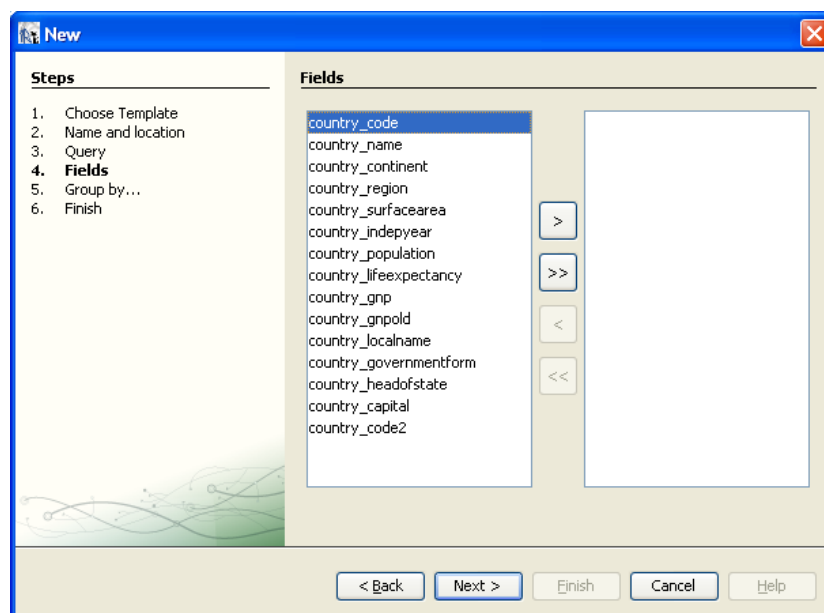 New
Steps
1. Choose Template
2. Name and location
3. Query
4. Fields
5. Group by...
6. Finish
Fields
country_code
country_name
country_continent
country_region
country_surfacearea
country_indepyear
country_population
country_lifeexpectancy
country_gnp
country_gnpold
country_localname
country_governmentform
country_headofstate
country_capital
country_code2
>
>>
<
<<
< Back Next > Finish Cancel Help